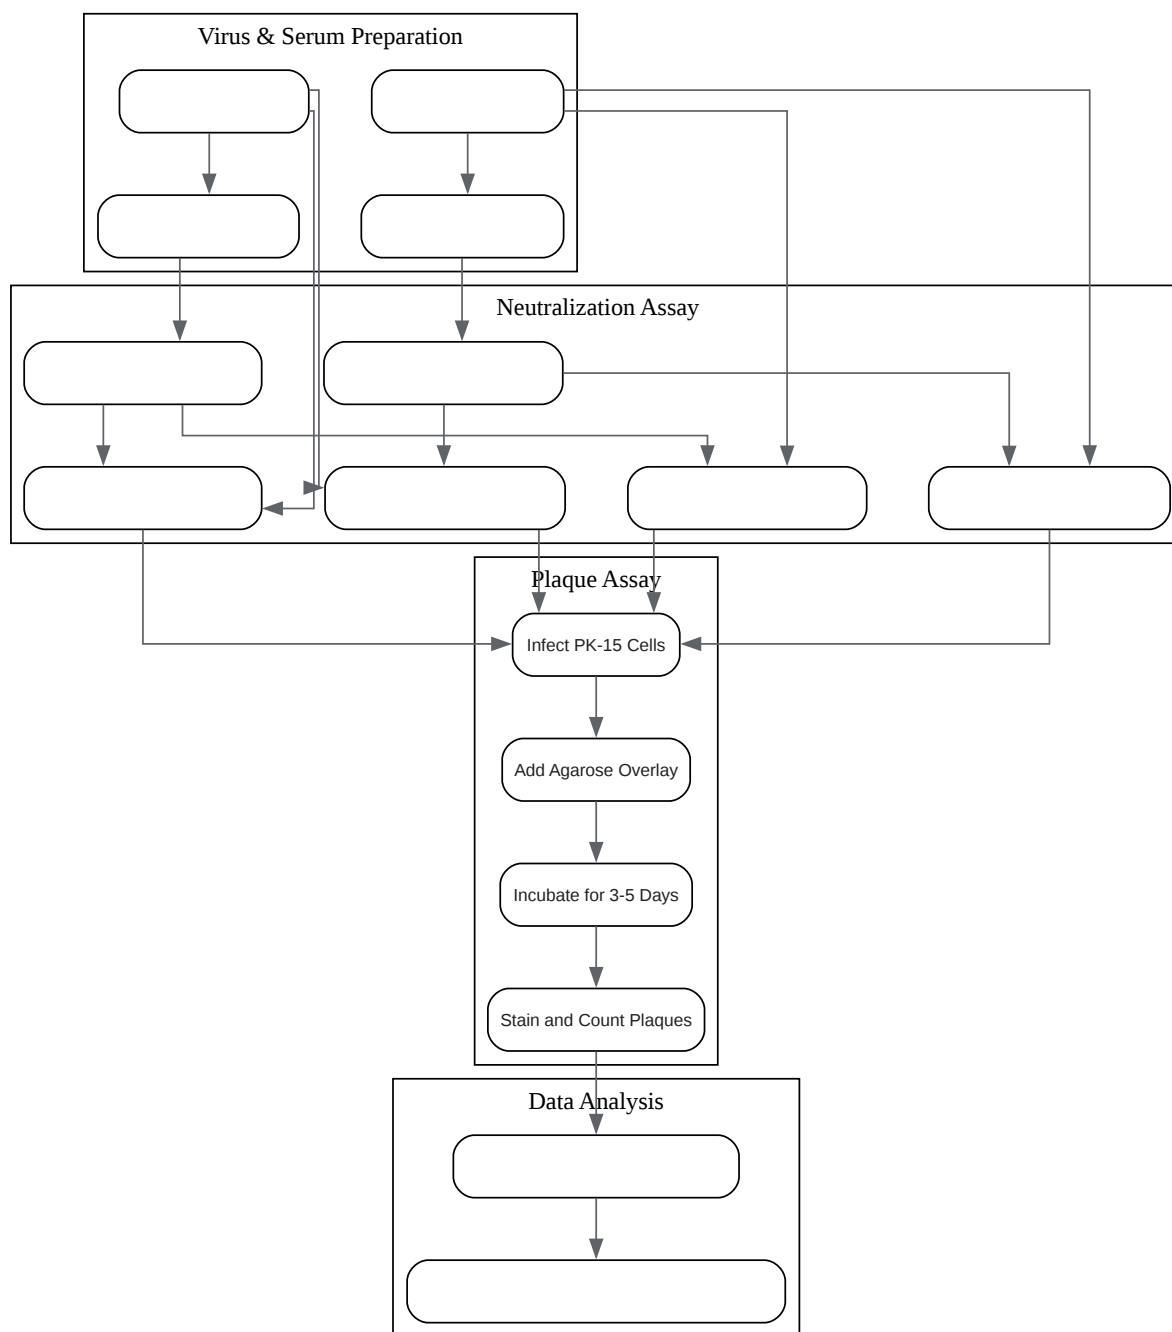 Virus & Serum Preparation
Neutralization Assay
Plaque Assay
Infect PK-15 Cells
Add Agarose Overlay
Incubate for 3-5 Days
Stain and Count Plaques
Data Analysis